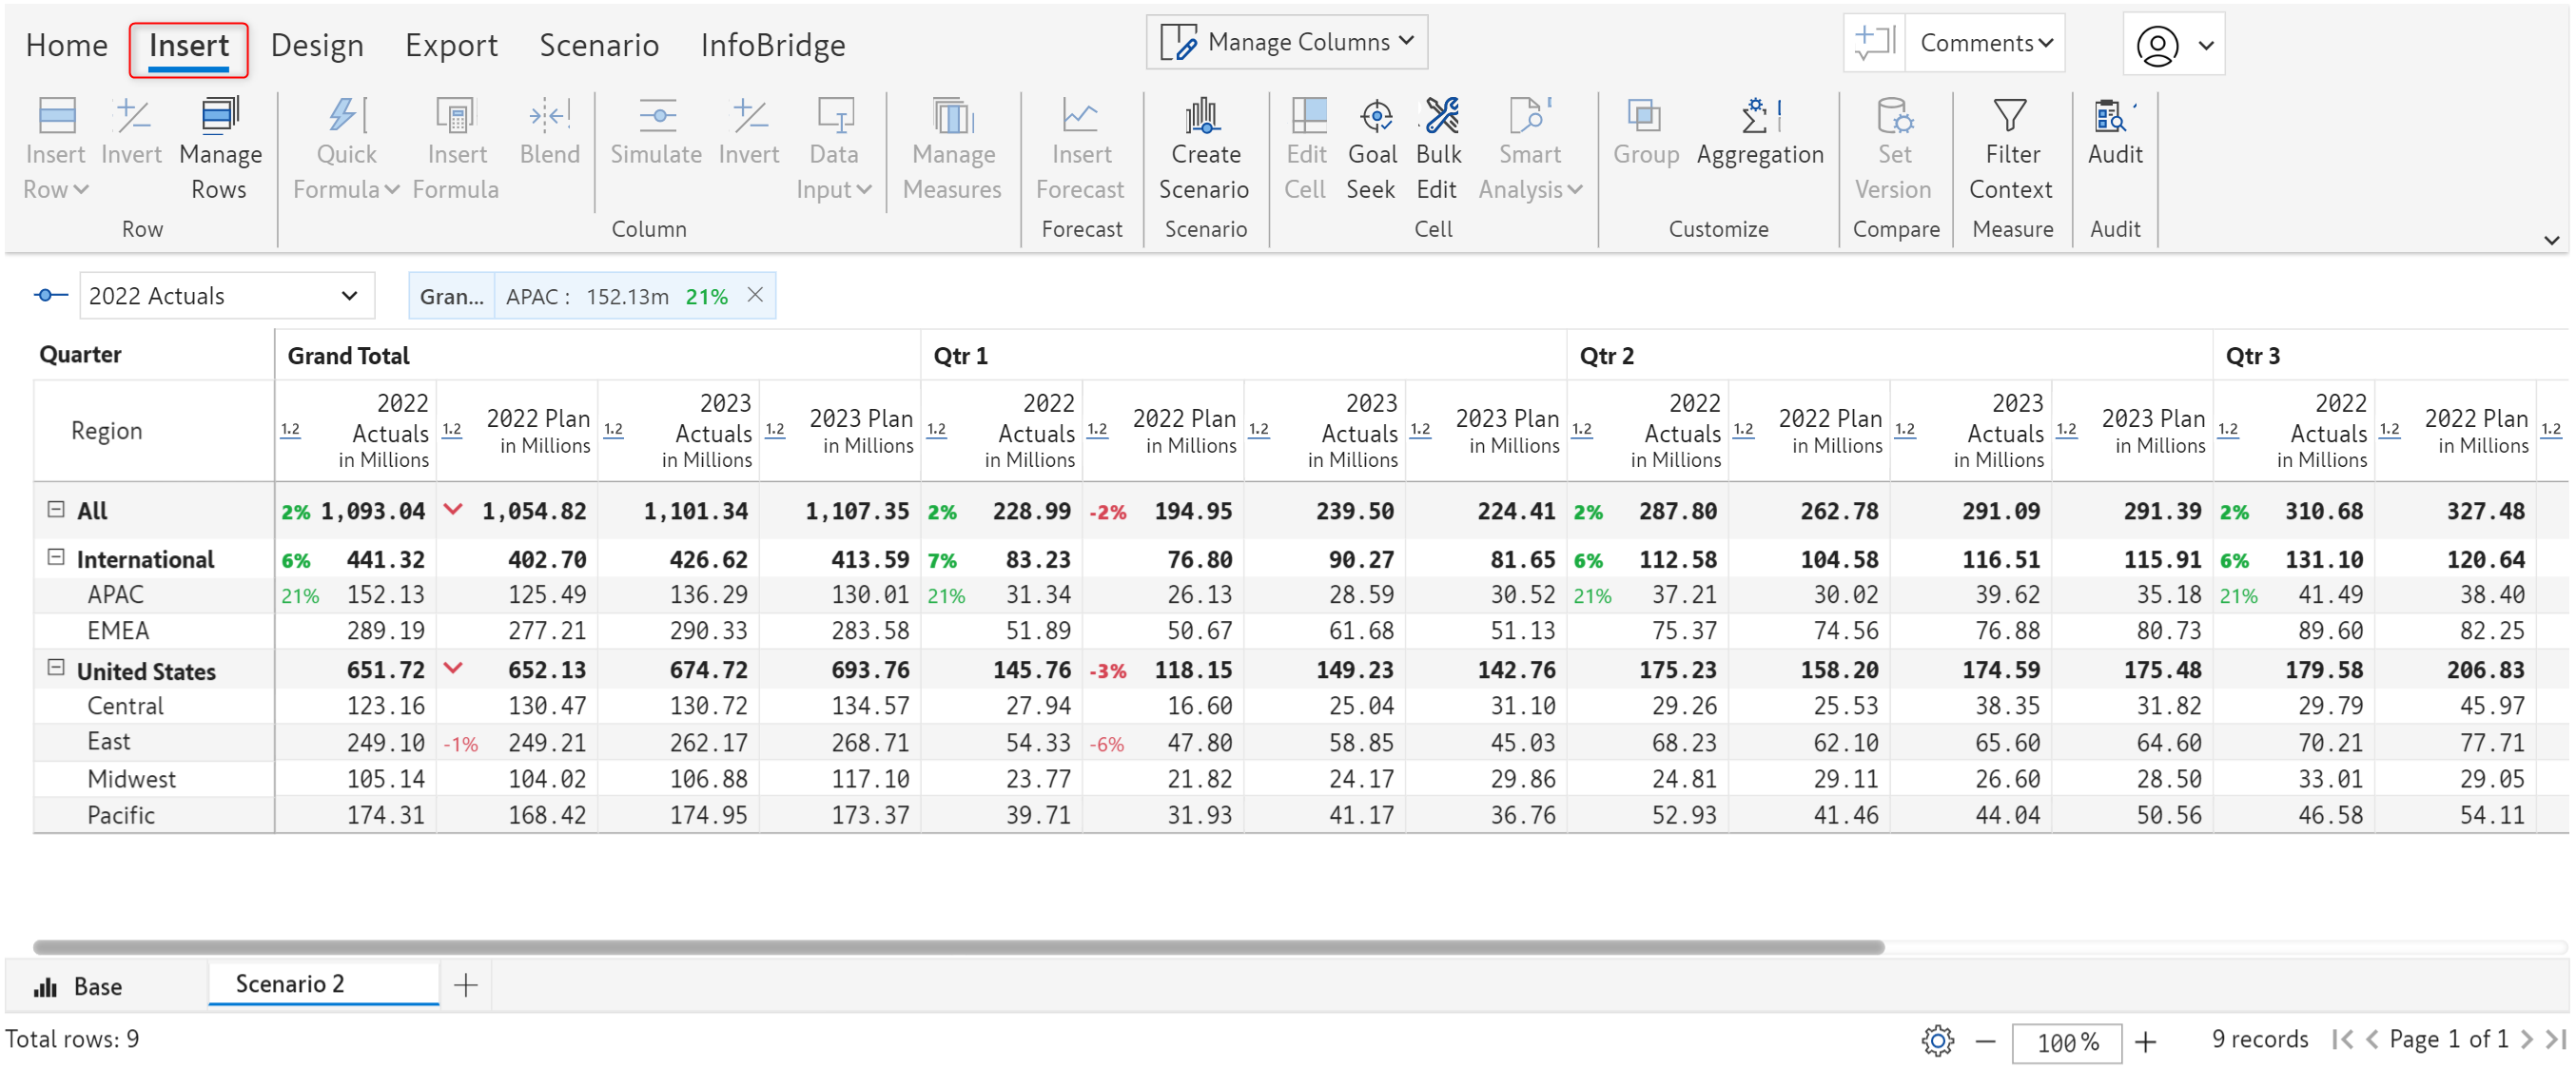 Home Insert Design Export Scenario InfoBridge Manage Columns Comments
Insert Invert Manage Quick Insert Blend Simulate Invert Data Manage Insert Create Edit Goal Bulk Smart Group Aggregation Set Filter Audit
Row Rows Formula Formula Input Measures Forecast Scenario Cell Seek Edit Analysis Version Context
Row Column Forecast Scenario Cell Customize Compare Measure Audit
2022 Actuals Gran... APAC : 152.13m 21%
Quarter Grand Total Qtr 1 Qtr 2 Qtr 3
2022 2023 2022 2023 2022 2023 2022
Region 1.2 Actuals 1.2 2022 Plan 1.2 Actuals 1.2 2023 Plan 1.2 Actuals 1.2 2022 Plan 1.2 Actuals 1.2 2023 Plan 1.2 Actuals 1.2 2022 Plan 1.2 Actuals 1.2 2023 Plan 1.2 Actuals 1.2 2022 Plan 1.2
in Millions in Millions in Millions in Millions in Millions in Millions in Millions in Millions in Millions in Millions in Millions in Millions in Millions in Millions
All 2% 1,093.04 1,054.82 1,101.34 1,107.35 2% 228.99 -2% 194.95 239.50 224.41 2% 287.80 262.78 291.09 291.39 2% 310.68 327.48
International 6% 441.32 402.70 426.62 413.59 7% 83.23 76.80 90.27 81.65 6% 112.58 104.58 116.51 115.91 6% 131.10 120.64
APAC 21% 152.13 125.49 136.29 130.01 21% 31.34 26.13 28.59 30.52 21% 37.21 30.02 39.62 35.18 21% 41.49 38.40
EMEA 289.19 277.21 290.33 283.58 51.89 50.67 61.68 51.13 75.37 74.56 76.88 80.73 89.60 82.25
United States 651.72 652.13 674.72 693.76 145.76 -3% 118.15 149.23 142.76 175.23 158.20 174.59 175.48 179.58 206.83
Central 123.16 130.47 130.72 134.57 27.94 16.60 25.04 31.10 29.26 25.53 38.35 31.82 29.79 45.97
East 249.10 -1% 249.21 262.17 268.71 54.33 -6% 47.80 58.85 45.03 68.23 62.10 65.60 64.60 70.21 77.71
Midwest 105.14 104.02 106.88 117.10 23.77 21.82 24.17 29.86 24.81 29.11 26.60 28.50 33.01 29.05
Pacific 174.31 168.42 174.95 173.37 39.71 31.93 41.17 36.76 52.93 41.46 44.04 50.56 46.58 54.11
Base Scenario 2
Total rows: 9 100% 9 records Page 1 of 1